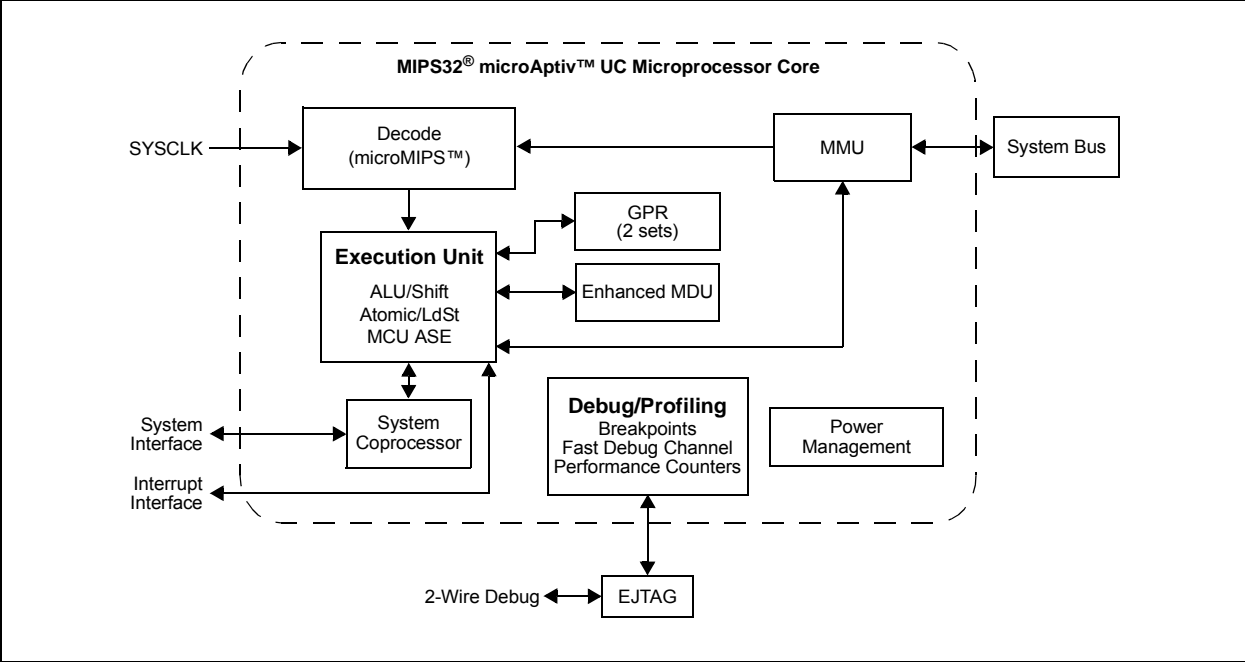 MIPS32® microAptiv™ UC Microprocessor Core
SYSCLK
Decode
(microMIPS™)
MMU
System Bus
GPR
(2 sets)
Execution Unit
ALU/Shift
Atomic/LdSt
MCU ASE
Enhanced MDU
System
Interface
System
Coprocessor
Debug/Profiling
Breakpoints
Fast Debug Channel
Performance Counters
Power
Management
Interrupt
Interface
2-Wire Debug
EJTAG